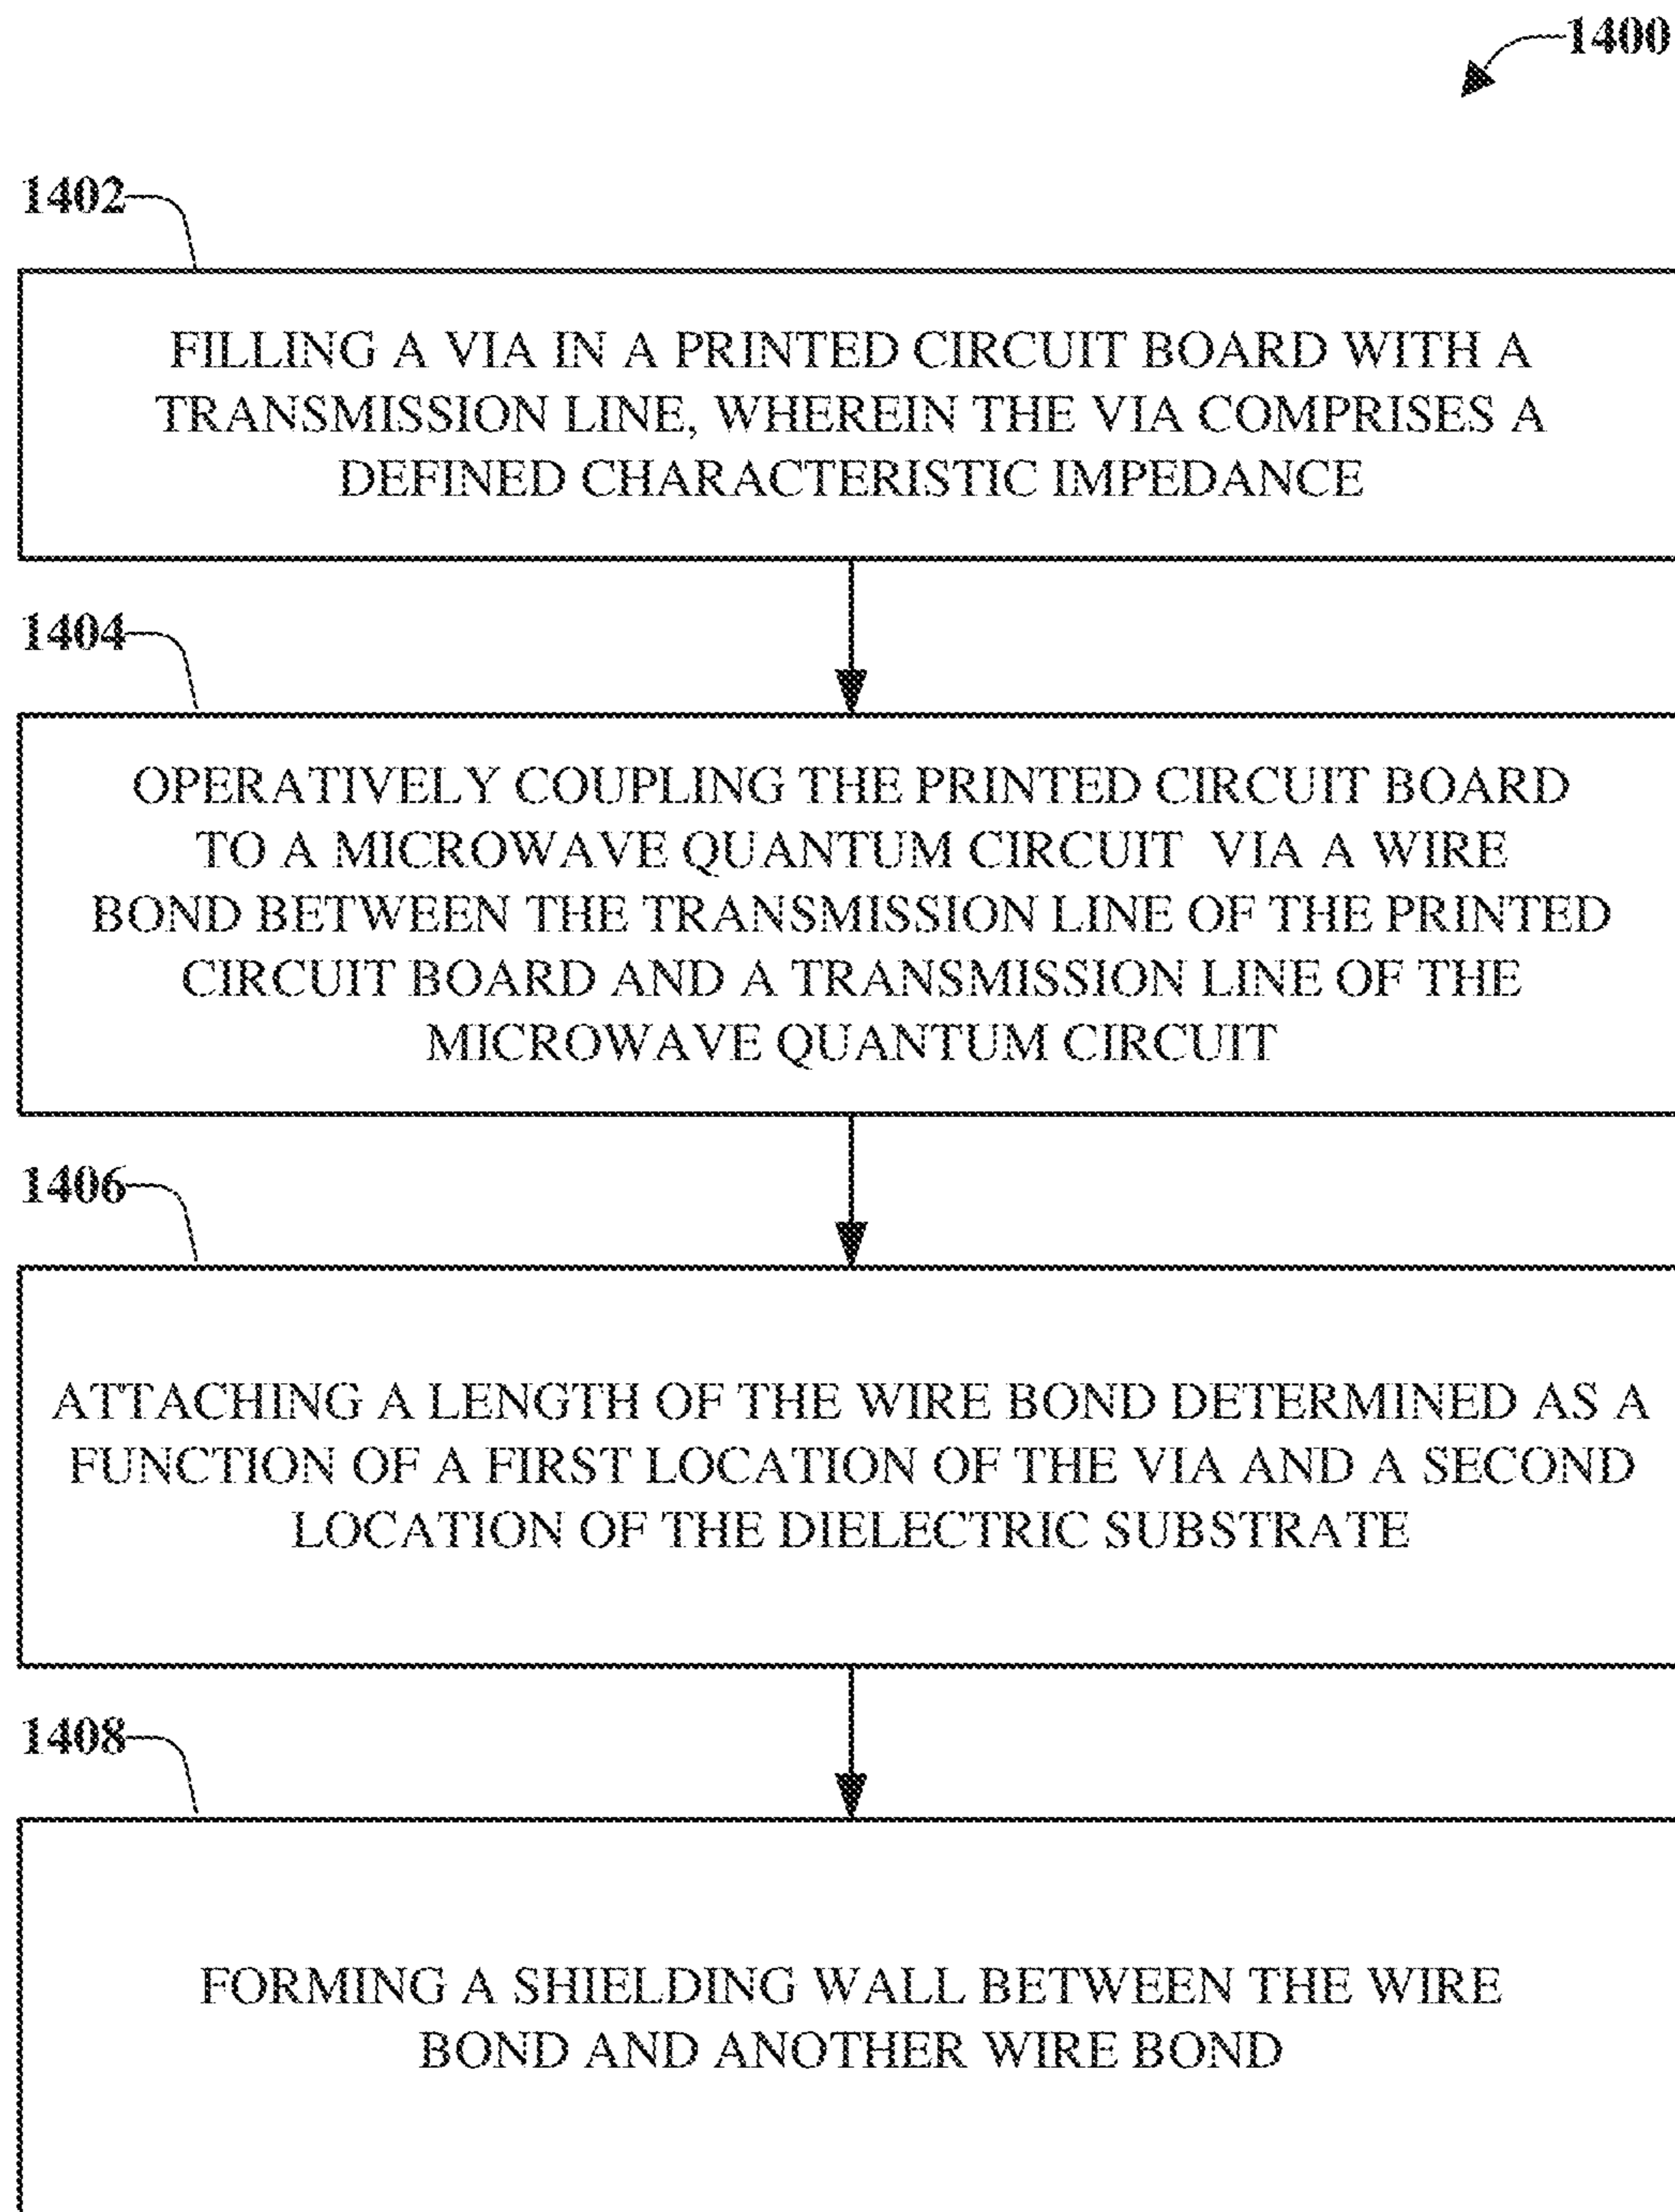 1400
1402
FILLING A VIA IN A PRINTED CIRCUIT BOARD WITH A
TRANSMISSION LINE, WHEREIN THE VIA COMPRISES A
DEFINED CHARACTERISTIC IMPEDANCE
1404
OPERATIVELY COUPLING THE PRINTED CIRCUIT BOARD
TO A MICROWAVE QUANTUM CIRCUIT VIA A WIRE
BOND BETWEEN THE TRANSMISSION LINE OF THE PRINTED
CIRCUIT BOARD AND A TRANSMISSION LINE OF THE
MICROWAVE QUANTUM CIRCUIT
1406
ATTACHING A LENGTH OF THE WIRE BOND DETERMINED AS A
FUNCTION OF A FIRST LOCATION OF THE VIA AND A SECOND
LOCATION OF THE DIELECTRIC SUBSTRATE
1408
FORMING A SHIELDING WALL BETWEEN THE WIRE
BOND AND ANOTHER WIRE BOND